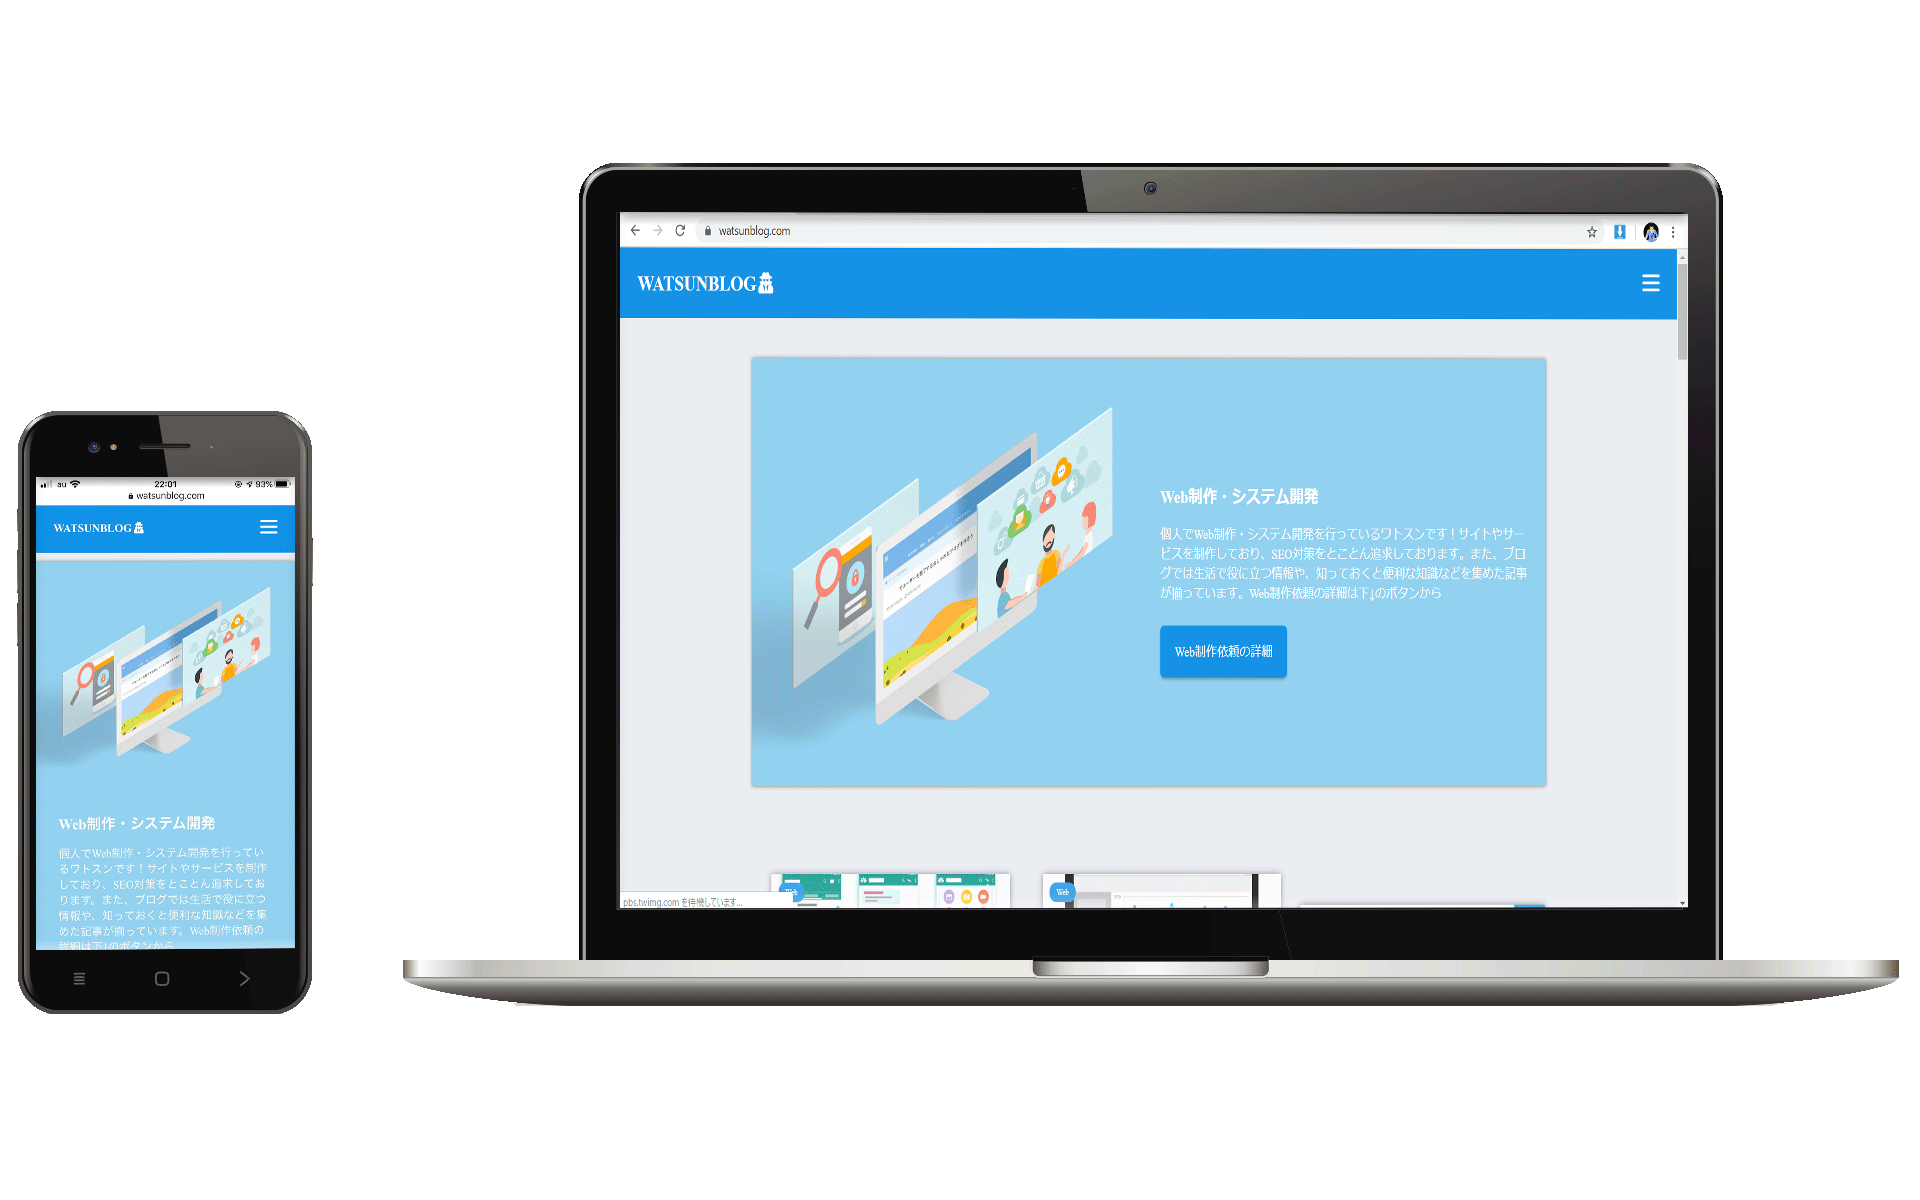 au 22:01 93%
watsunblog.com
WATSUNBLOG
Web制作・システム開発
個人でWeb制作・システム開発を行ってい
るワトスンです！サイトやサービスを制作
しており、SEO対策をとことん追求してお
ります。また、ブログでは生活で役に立つ
情報や、知っておくと便利な知識などを集
めた記事が揃っています。Web制作依頼の
詳細は下↓のボタンから
watsunblog.com
WATSUNBLOG
Web制作・システム開発
個人でWeb制作・システム開発を行っているワトスンです！サイトやサー
ビスを制作しており、SEO対策をとことん追求しております。また、ブロ
グでは生活で役に立つ情報や、知っておくと便利な知識などを集めた記事
が揃っています。Web制作依頼の詳細は下↓のボタンから
Web制作依頼の詳細
Web
Web
pbs.twimg.com を待機しています...